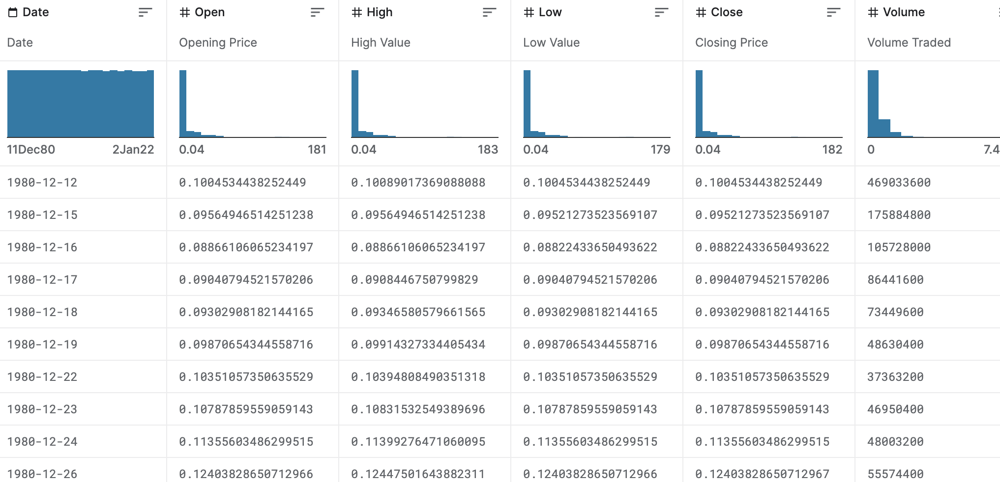 Date Open High Low Close Volume
Date Opening Price High Value Low Value Closing Price Volume Traded
11Dec80 2Jan22 0.04 181 0.04 183 0.04 179 0.04 182 0 7.4
1980-12-12 0.1004534438252449 0.10089017369088088 0.1004534438252449 0.1004534438252449 469033600
1980-12-15 0.09564946514251238 0.09564946514251238 0.09521273523569107 0.09521273523569107 175884800
1980-12-16 0.08866106065234197 0.08866106065234197 0.08822433650493622 0.08822433650493622 105728000
1980-12-17 0.09040794521570206 0.0908446750799829 0.09040794521570206 0.09040794521570206 86441600
1980-12-18 0.09302908182144165 0.09346580579661565 0.09302908182144165 0.09302908182144165 73449600
1980-12-19 0.09870654344558716 0.09914327334405434 0.09870654344558716 0.09870654344558716 48630400
1980-12-22 0.10351057350635529 0.10394808490351318 0.10351057350635529 0.10351057350635529 37363200
1980-12-23 0.10787859559059143 0.10831532549389696 0.10787859559059143 0.10787859559059143 46950400
1980-12-24 0.11355603486299515 0.11399276471060095 0.11355603486299515 0.11355603486299515 48003200
1980-12-26 0.12403828650712966 0.12447501643882311 0.12403828650712966 0.12403828650712967 55574400